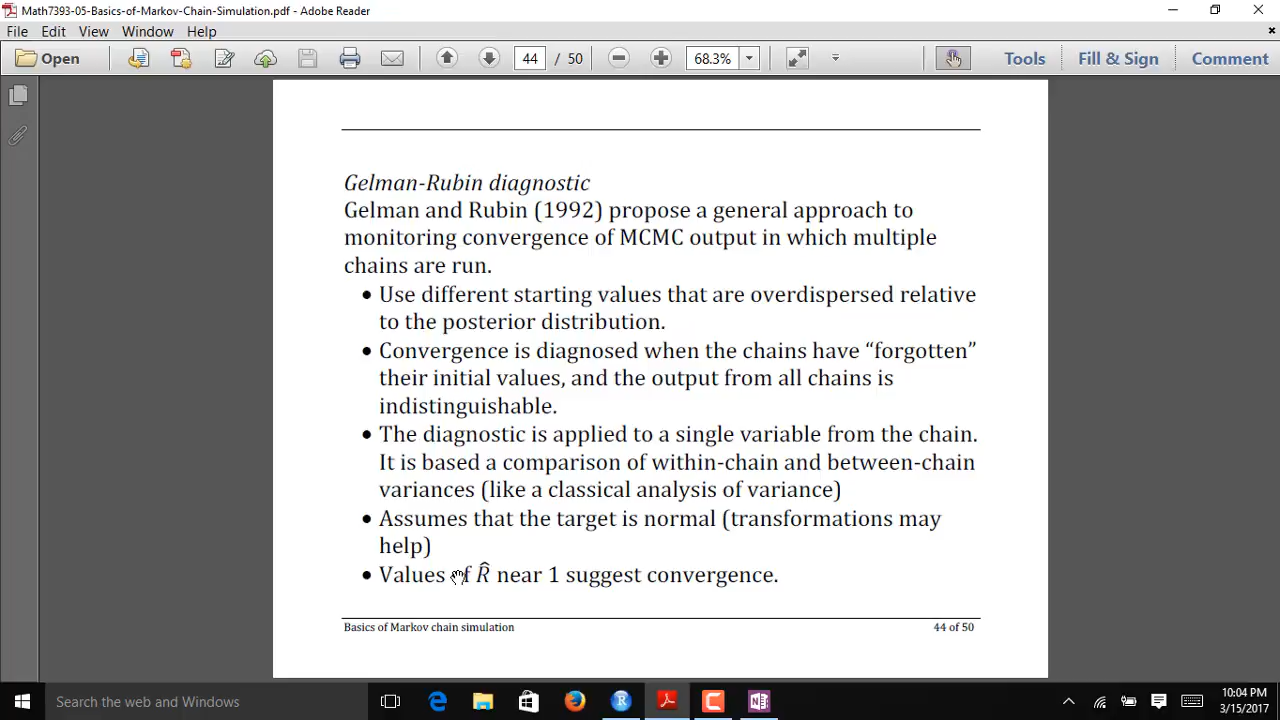 Math7393-05-Basics-of-Markov-Chain-Simulation.pdf - Adobe Reader
File Edit View Window Help
Open 44 / 50 68.3% Tools Fill & Sign Comment
Gelman-Rubin diagnostic
Gelman and Rubin (1992) propose a general approach to
monitoring convergence of MCMC output in which multiple
chains are run.
• Use different starting values that are overdispersed relative
to the posterior distribution.
• Convergence is diagnosed when the chains have “forgotten”
their initial values, and the output from all chains is
indistinguishable.
• The diagnostic is applied to a single variable from the chain.
It is based a comparison of within-chain and between-chain
variances (like a classical analysis of variance)
• Assumes that the target is normal (transformations may
help)
• Values of R̂ near 1 suggest convergence.
Basics of Markov chain simulation 44 of 50
Search the web and Windows
10:04 PM
3/15/2017